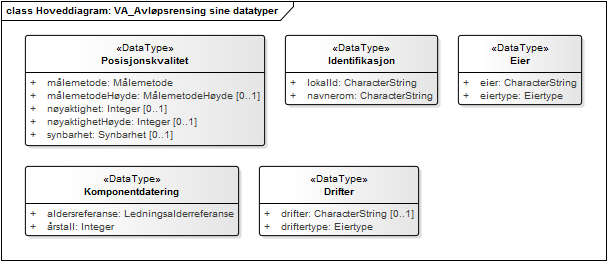 class Hoveddiagram: VA_Avløpsrensing sine datatyper
«DataType»
Posisjonskvalitet
+ målemetode: Målemetode
+ målemetodeHøyde: MålemetodeHøyde [0..1]
+ nøyaktighet: Integer [0..1]
+ nøyaktighetHøyde: Integer [0..1]
+ synbarhet: Synbarhet [0..1]
«DataType»
Identifikasjon
+ lokalId: CharacterString
+ navnerom: CharacterString
«DataType»
Eier
+ eier: CharacterString
+ eiertype: Eiertype
«DataType»
Komponentdatering
+ aldersreferanse: Ledningsalderreferanse
+ årstall: Integer
«DataType»
Drifter
+ drifter: CharacterString [0..1]
+ driftertype: Eiertype